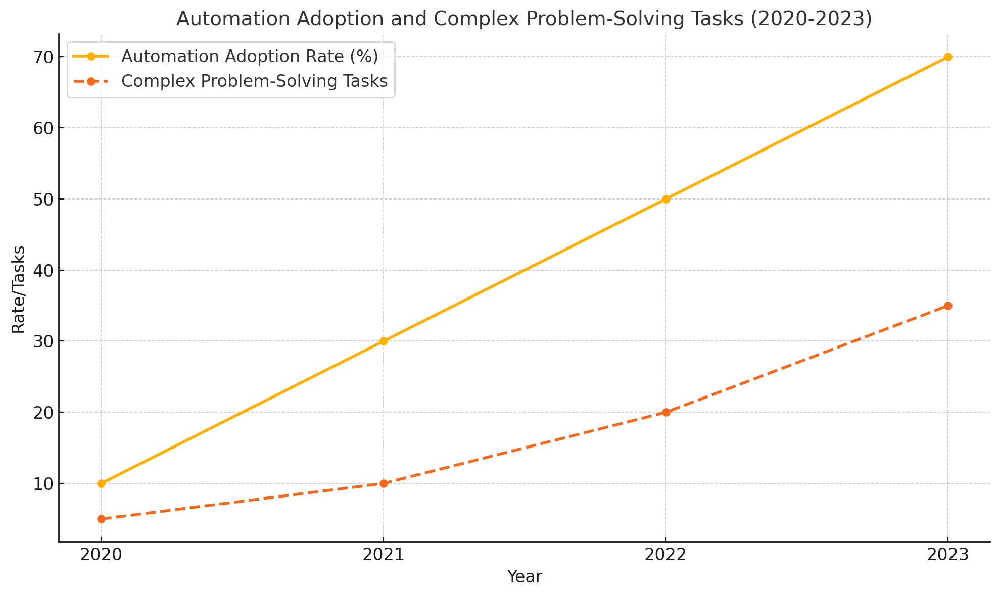 Automation Adoption and Complex Problem-Solving Tasks (2020-2023)
Automation Adoption Rate (%)
Complex Problem-Solving Tasks
70
60
50
40
30
20
10
Rate/Tasks
2020 2021 2022 2023
Year